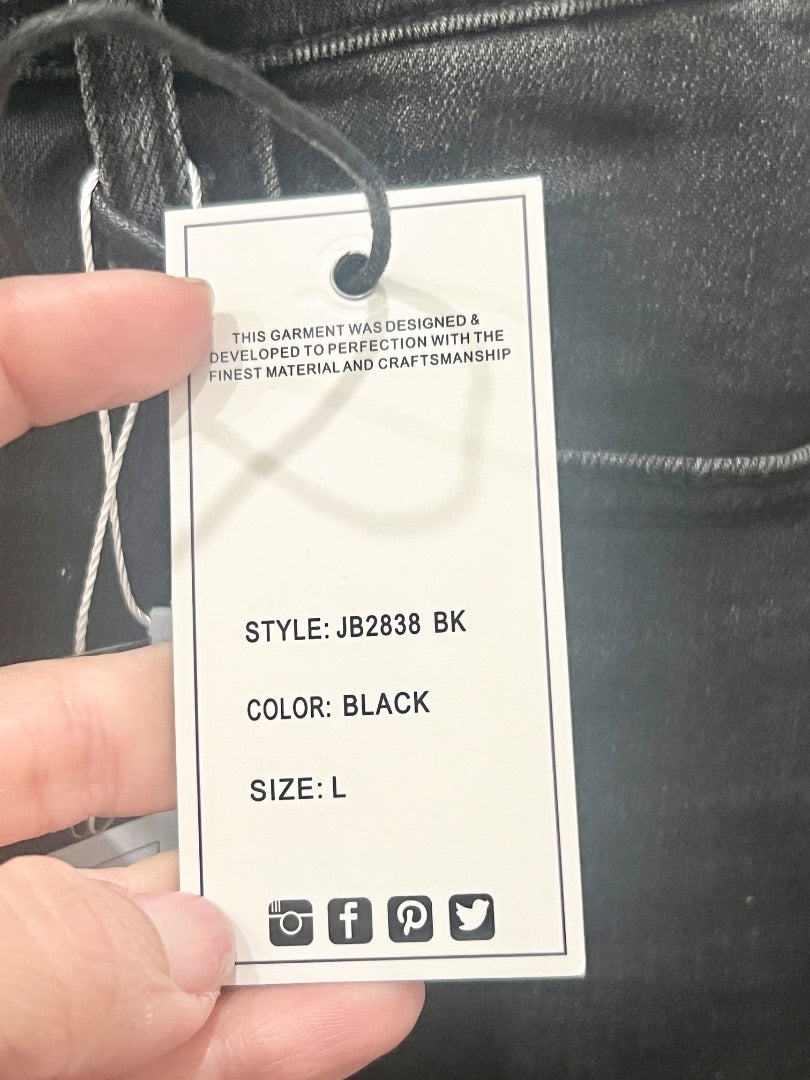 THIS GARMENT WAS DESIGNED &
DEVELOPED TO PERFECTION WITH THE
FINEST MATERIAL AND CRAFTSMANSHIP
STYLE: JB2838 BK
COLOR: BLACK
SIZE: L